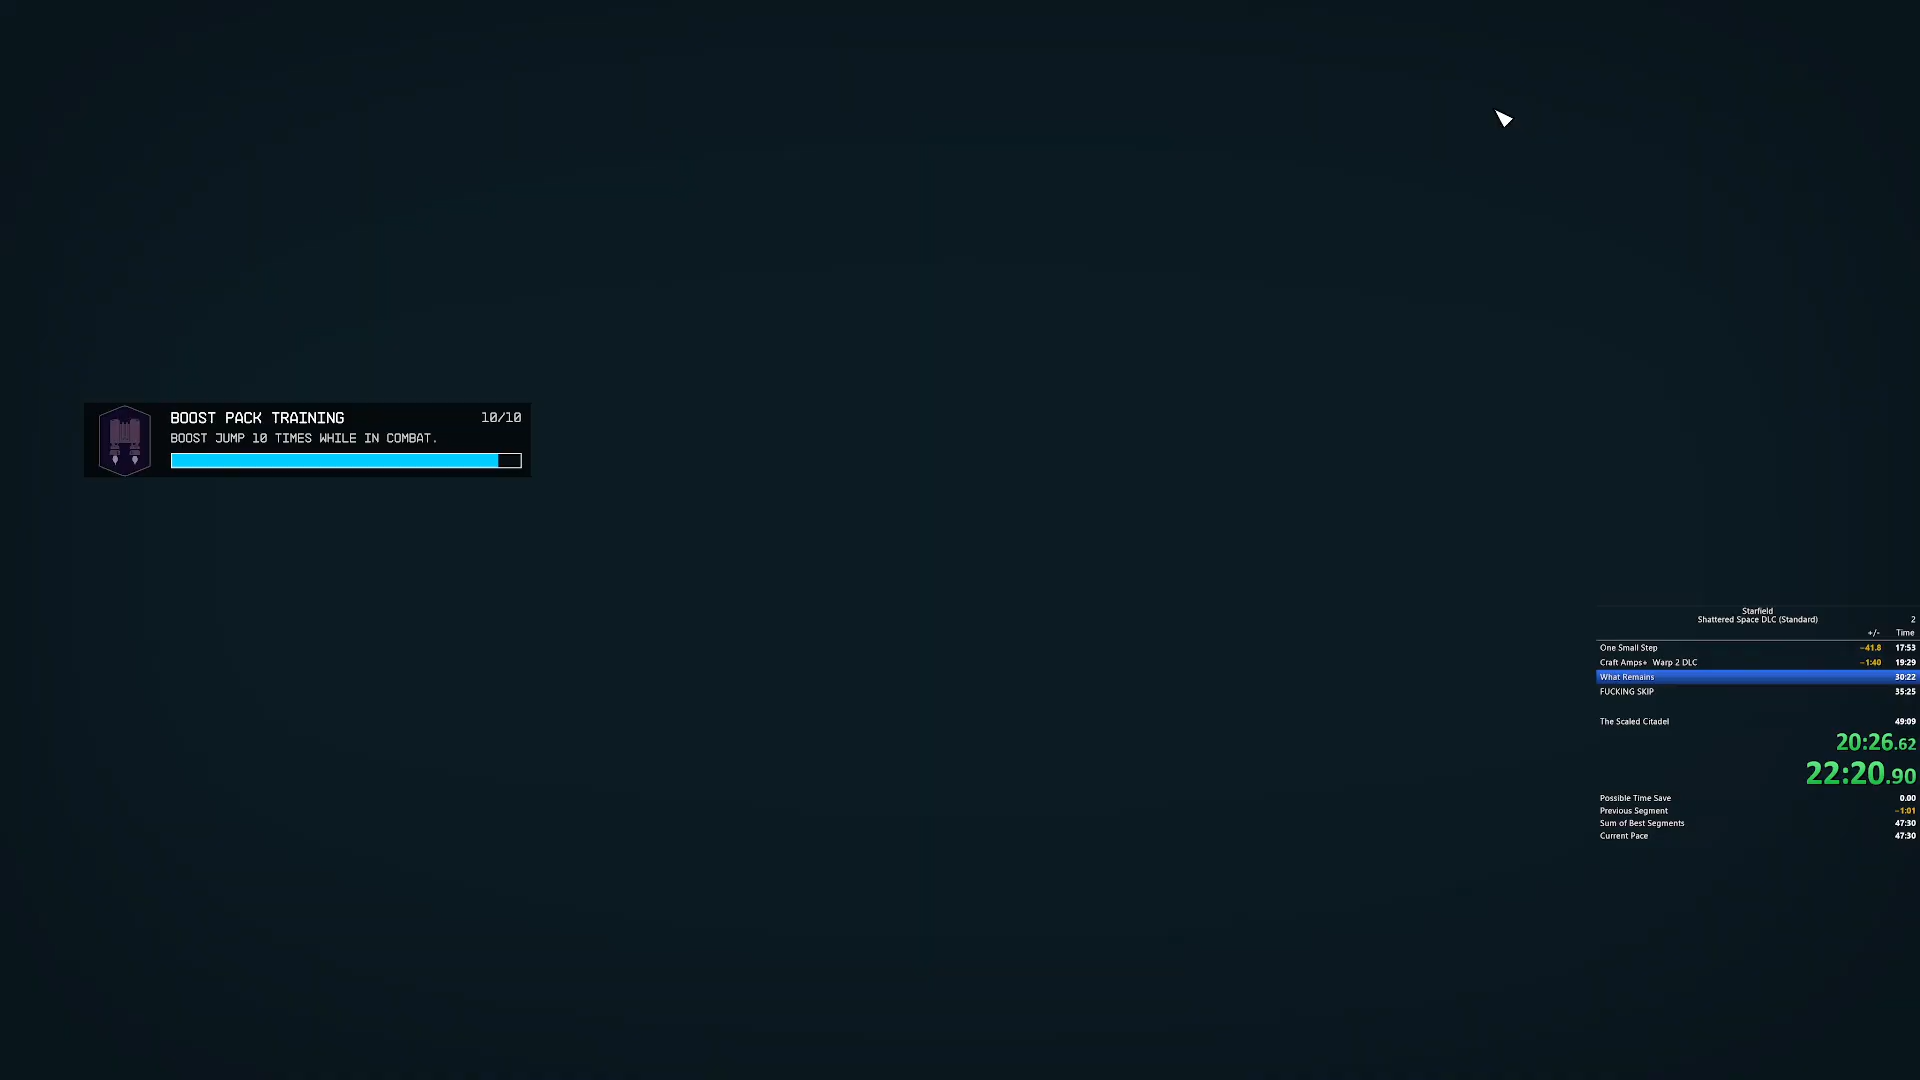 BOOST PACK TRAINING 10/10
BOOST JUMP 10 TIMES WHILE IN COMBAT.
Starfield
Shattered Space DLC (Standard) 2
+/- Time
One Small Step −41.8 17:53
Craft Amps+ Warp 2 DLC −1:40 19:29
What Remains 30:22
FUCKING SKIP 35:25
The Scaled Citadel 49:09
20:26.62
22:20.90
Possible Time Save 0.00
Previous Segment −1:01
Sum of Best Segments 47:30
Current Pace 47:30